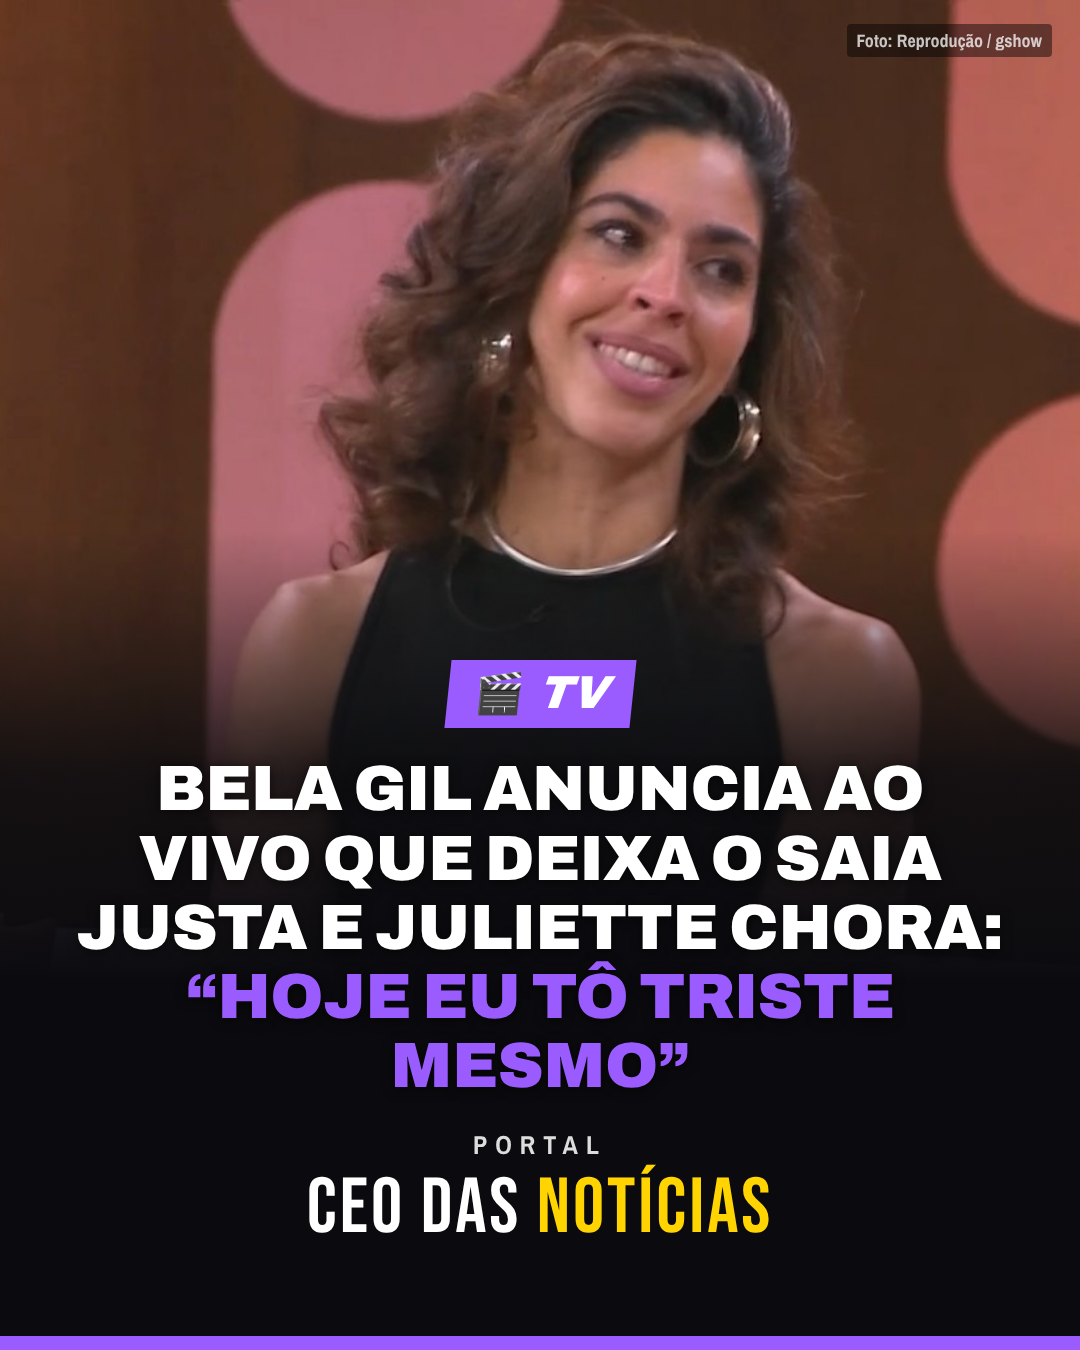 Foto: Reprodução / gshow
TV
BELA GIL ANUNCIA AO
VIVO QUE DEIXA O SAIA
JUSTA E JULIETTE CHORA:
“HOJE EU TÔ TRISTE
MESMO”
PORTAL
CEO DAS NOTÍCIAS